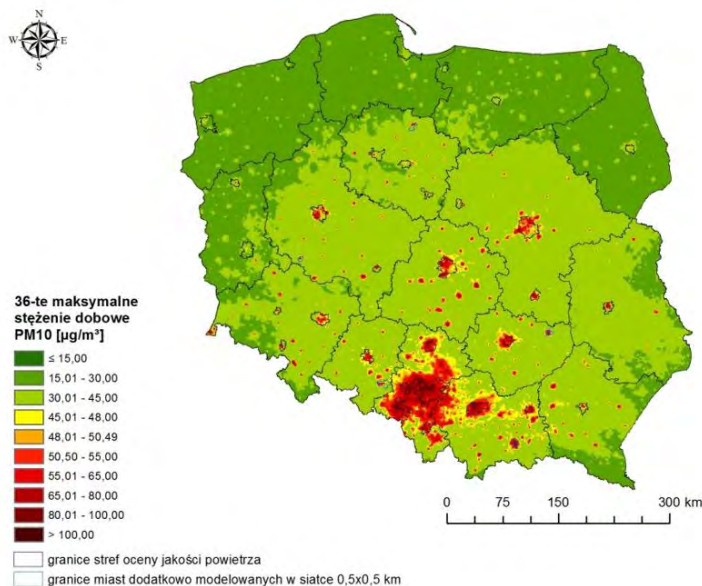 N
W E
S
36-te maksymalne
stężenie dobowe
PM10 [µg/m³]
≤ 15,00
15,01 - 30,00
30,01 - 45,00
45,01 - 48,00
48,01 - 50,49
50,50 - 55,00
55,01 - 65,00
65,01 - 80,00
80,01 - 100,00
> 100,00
granice stref oceny jakości powietrza
granice miast dodatkowo modelowanych w siatce 0,5x0,5 km
0 75 150 300 km